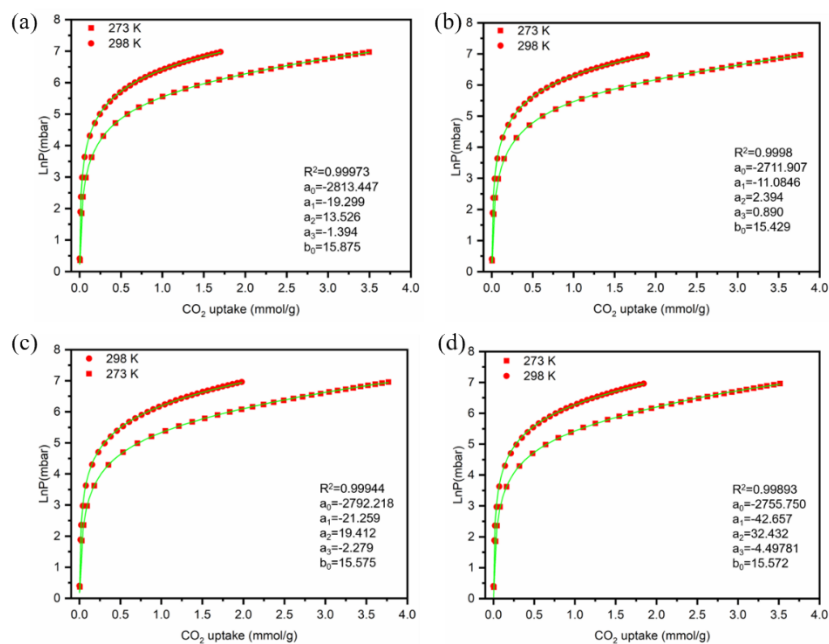 (a)
273 K
298 K
R²=0.99973
a₀=-2813.447
a₁=-19.299
a₂=13.526
a₃=-1.394
b₀=15.875
LnP(mbar)
8
7
6
5
4
3
2
1
0
0.0 0.5 1.0 1.5 2.0 2.5 3.0 3.5 4.0
CO₂ uptake (mmol/g)
(b)
273 K
298 K
R²=0.9998
a₀=-2711.907
a₁=-11.0846
a₂=2.394
a₃=0.890
b₀=15.429
LnP(mbar)
8
7
6
5
4
3
2
1
0
0.0 0.5 1.0 1.5 2.0 2.5 3.0 3.5 4.0
CO₂ uptake (mmol/g)
(c)
298 K
273 K
R²=0.99944
a₀=-2792.218
a₁=-21.259
a₂=19.412
a₃=-2.279
b₀=15.575
LnP(mbar)
8
7
6
5
4
3
2
1
0
0.0 0.5 1.0 1.5 2.0 2.5 3.0 3.5 4.0
CO₂ uptake (mmol/g)
(d)
273 K
298 K
R²=0.99893
a₀=-2755.750
a₁=-42.657
a₂=32.432
a₃=-4.49781
b₀=15.572
LnP(mbar)
8
7
6
5
4
3
2
1
0
0.0 0.5 1.0 1.5 2.0 2.5 3.0 3.5 4.0
CO₂ uptake (mmol/g)